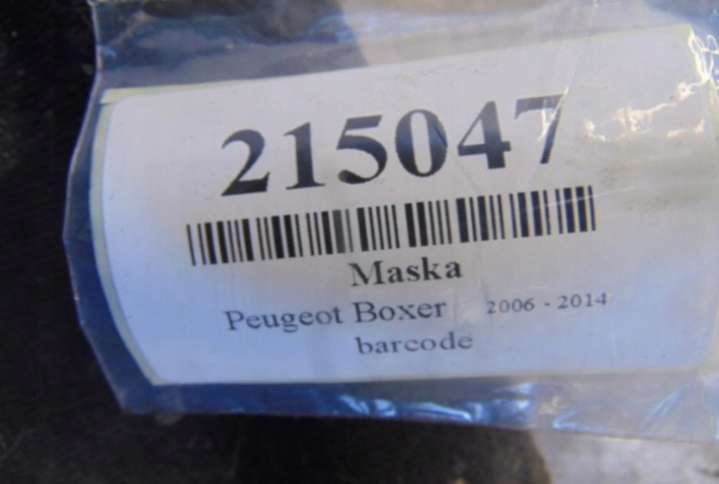 215047
Maska
Peugeot Boxer 2006 - 2014
barcode